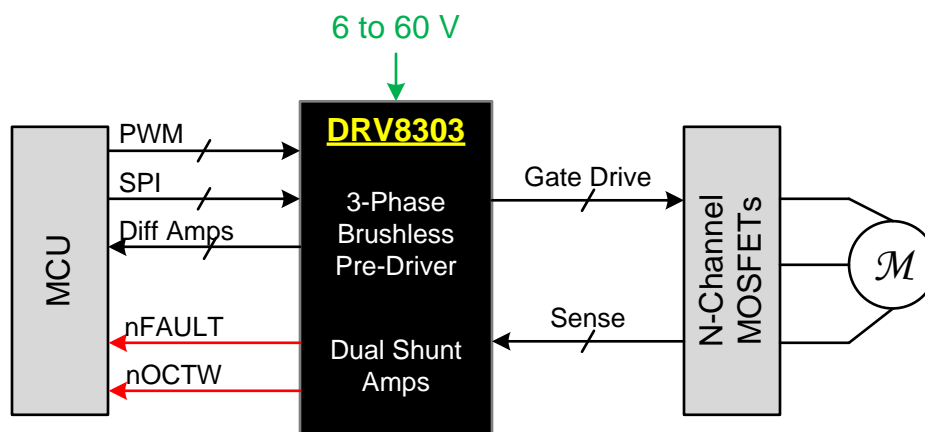 6 to 60 V
MCU
PWM
SPI
Diff Amps
nFAULT
nOCTW
DRV8303
3-Phase
Brushless
Pre-Driver
Dual Shunt
Amps
Gate Drive
Sense
N-Channel
MOSFETs
M